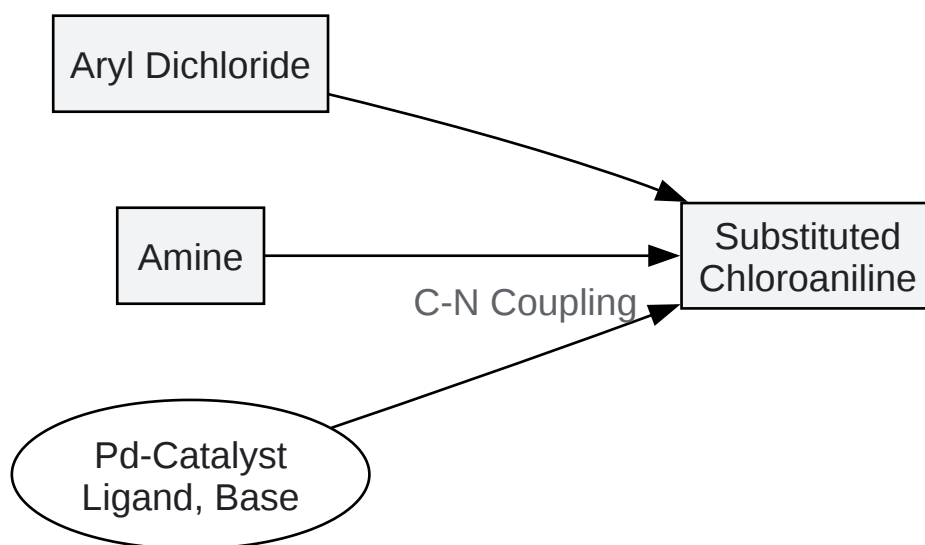 Aryl Dichloride
Amine
Substituted
Chloroaniline
C-N Coupling
Pd-Catalyst
Ligand, Base